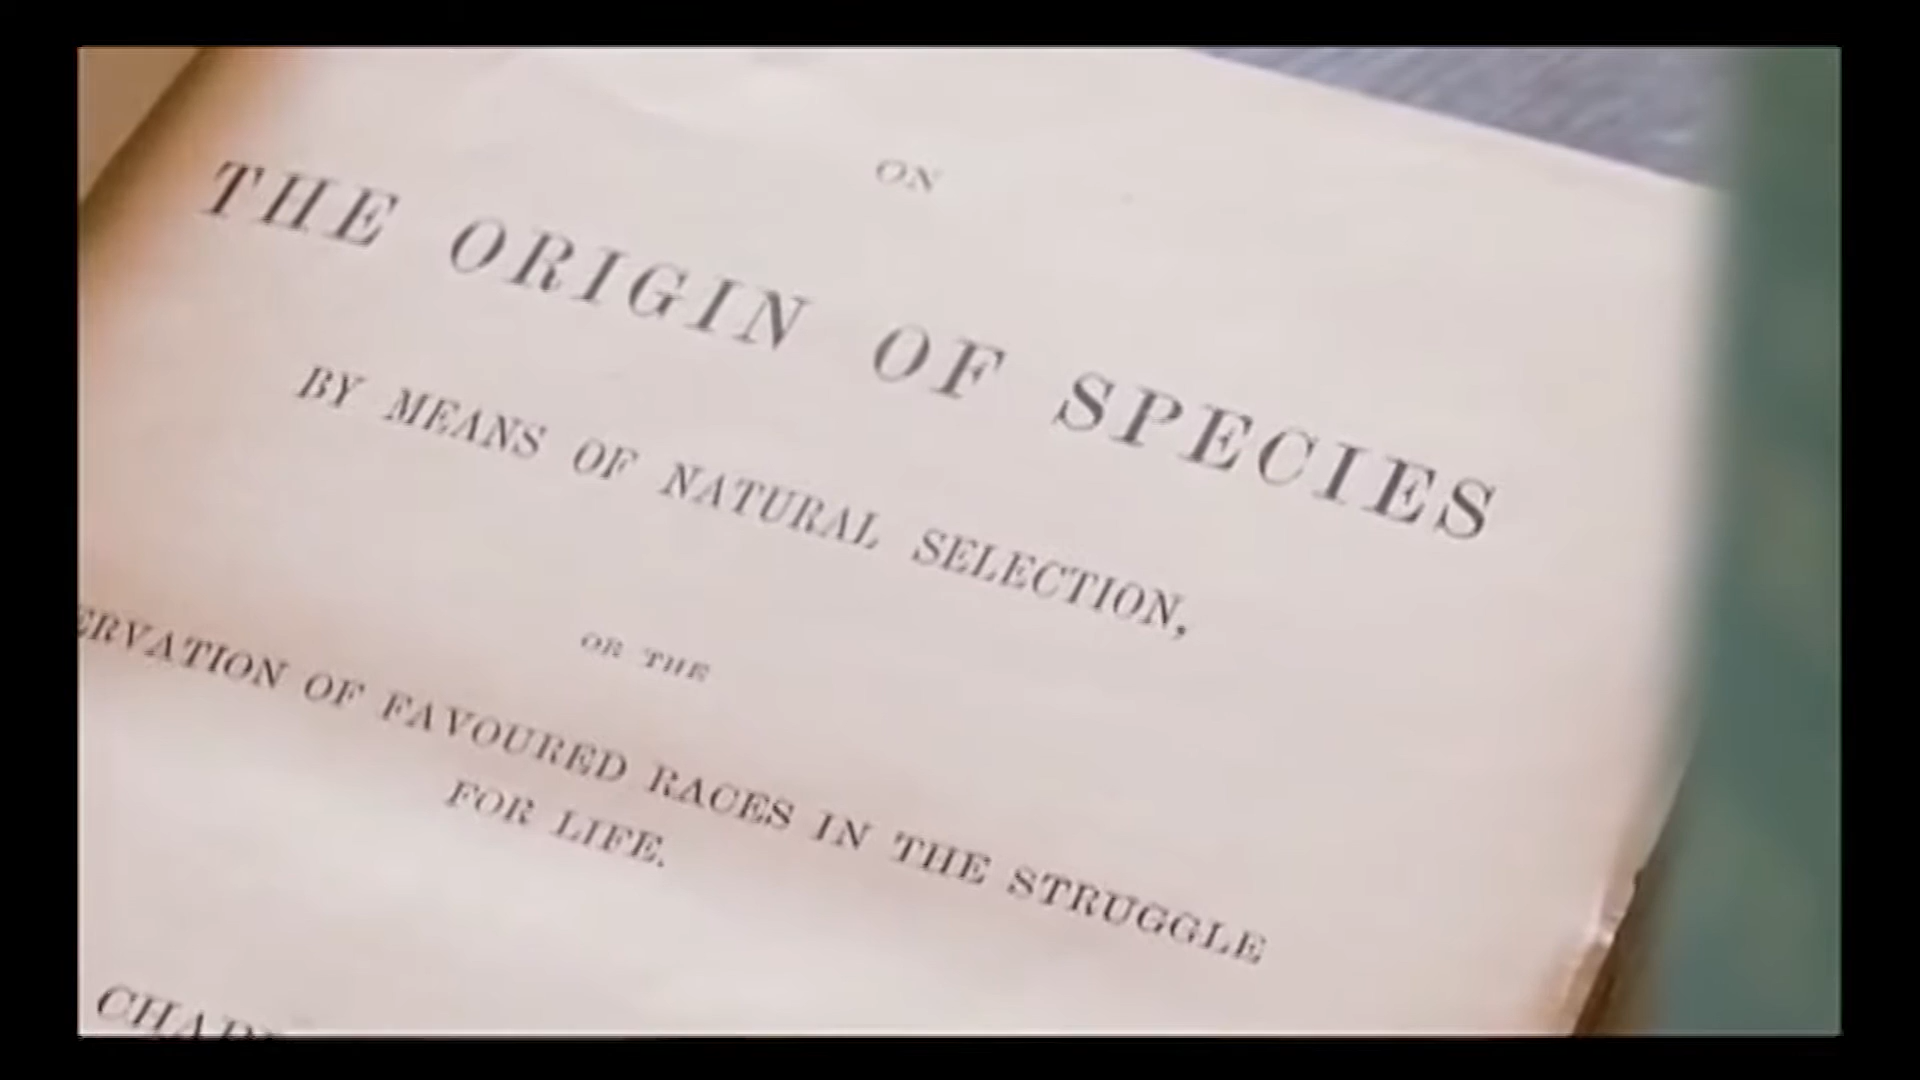 ON
THE ORIGIN OF SPECIES
BY MEANS OF NATURAL SELECTION,
OR THE
ERVATION OF FAVOURED RACES IN THE STRUGGLE
FOR LIFE.
CHAR